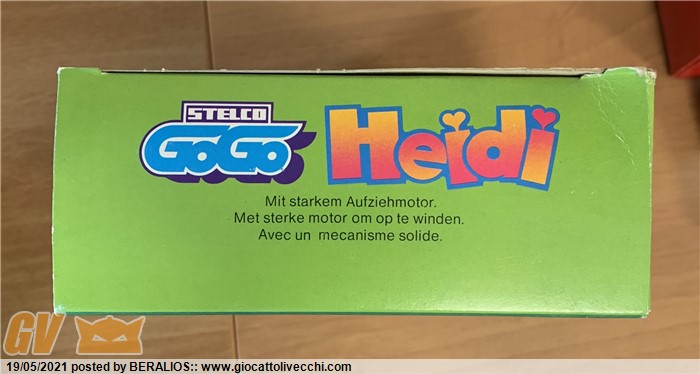 STELCO
GoGo Heidi
Mit starkem Aufziehmotor.
Met sterke motor om op te winden.
Avec un mecanisme solide.
GV
19/05/2021 posted by BERALIOS:: www.giocattolivecchi.com